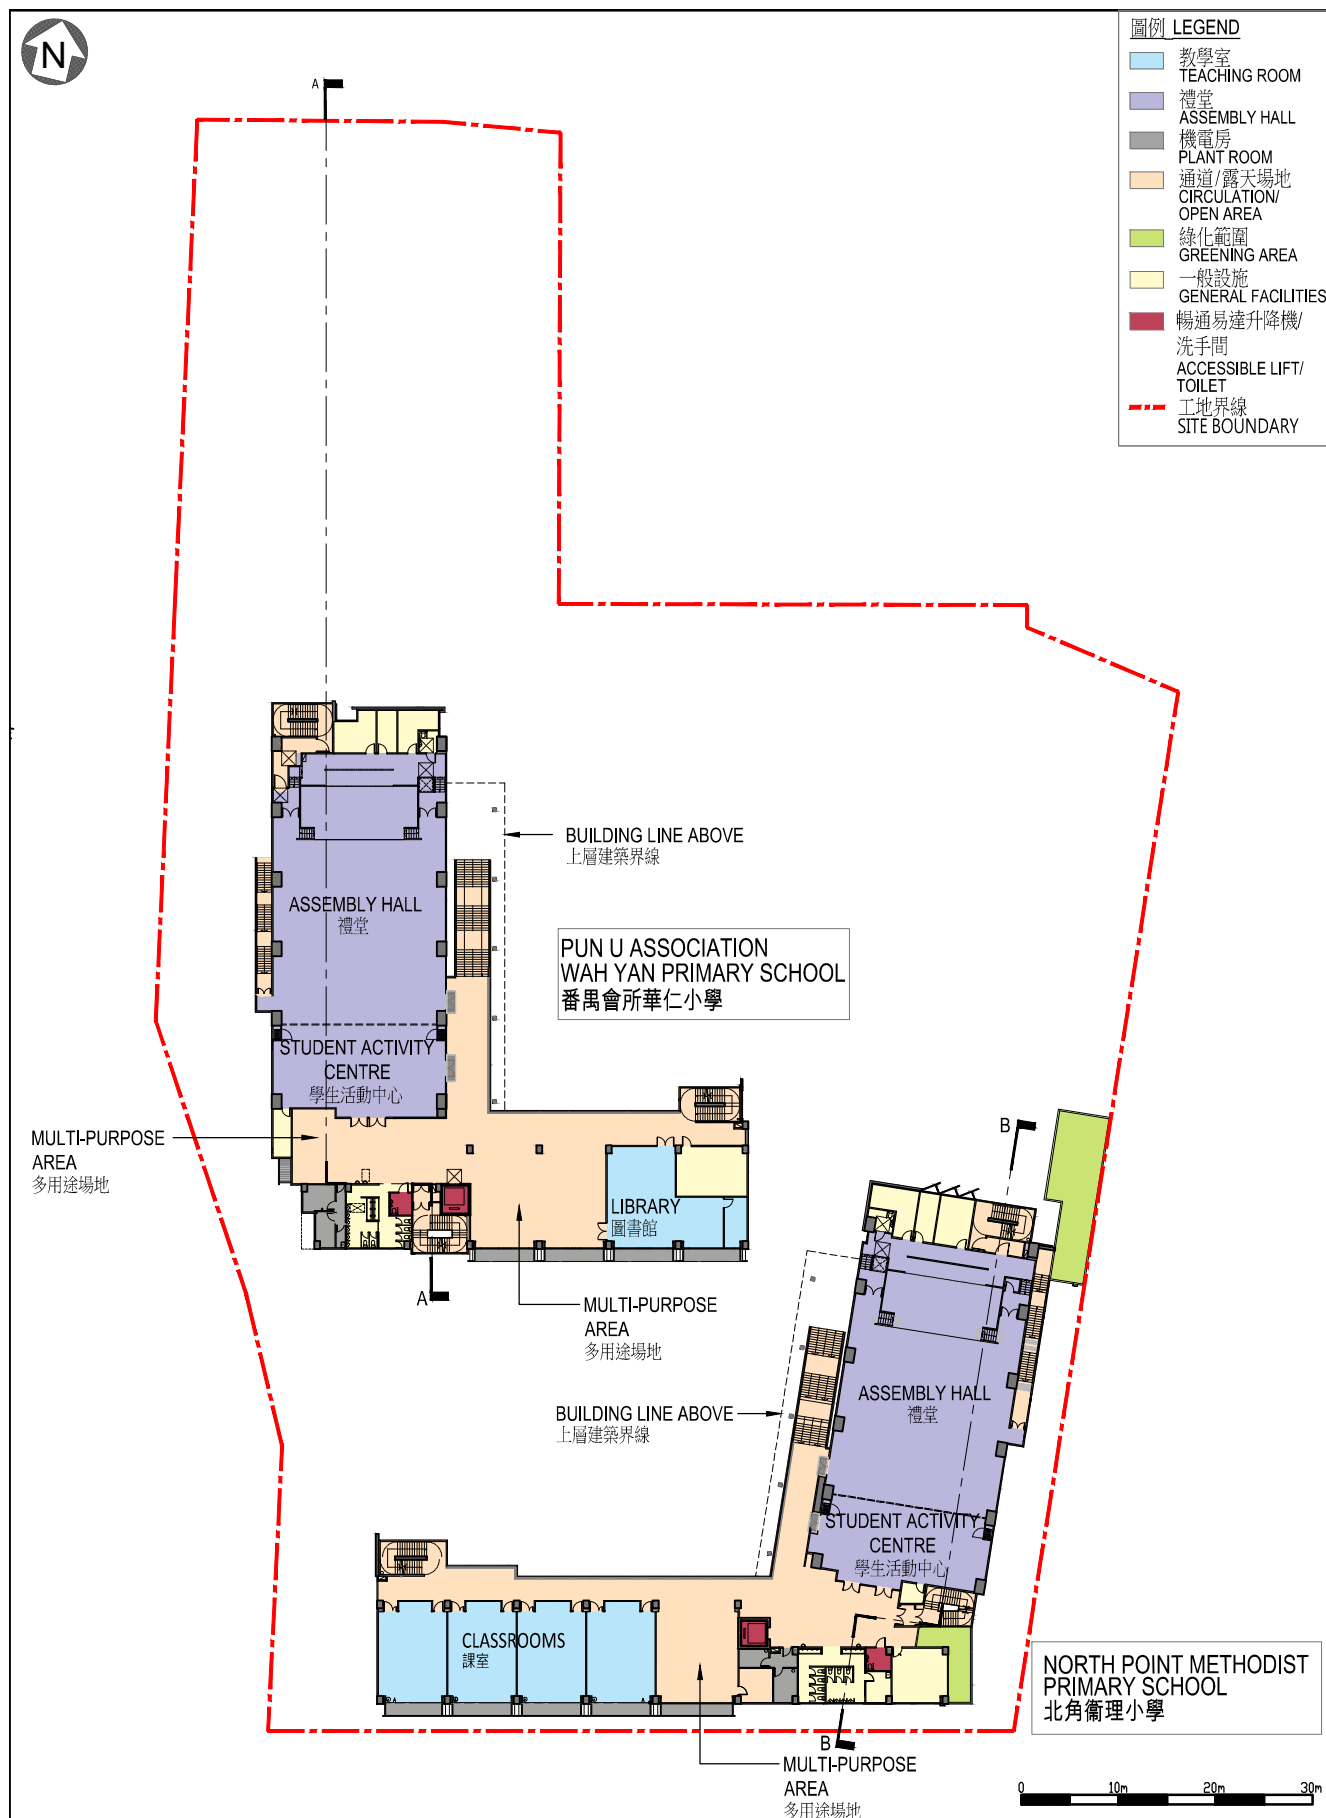 N
圖例 LEGEND
教學室
TEACHING ROOM
禮堂
ASSEMBLY HALL
機電房
PLANT ROOM
通道/露天場地
CIRCULATION/
OPEN AREA
綠化範圍
GREENING AREA
一般設施
GENERAL FACILITIES
暢通易達升降機/
洗手間
ACCESSIBLE LIFT/
TOILET
工地界線
SITE BOUNDARY
A
BUILDING LINE ABOVE
上層建築界線
ASSEMBLY HALL
禮堂
PUN U ASSOCIATION
WAH YAN PRIMARY SCHOOL
番禺會所華仁小學
STUDENT ACTIVITY
CENTRE
學生活動中心
MULTI-PURPOSE
AREA
多用途場地
B
LIBRARY
圖書館
A
MULTI-PURPOSE
AREA
多用途場地
ASSEMBLY HALL
禮堂
BUILDING LINE ABOVE
上層建築界線
STUDENT ACTIVITY
CENTRE
學生活動中心
CLASSROOMS
課室
NORTH POINT METHODIST
PRIMARY SCHOOL
北角衞理小學
B
MULTI-PURPOSE
AREA
多用途場地
0 10m 20m 30m